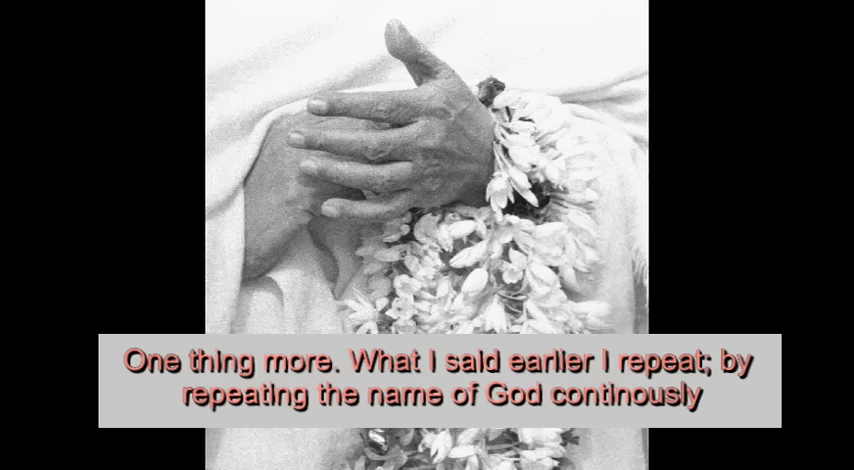 One thing more. What I said earlier I repeat; by
repeating the name of God continously